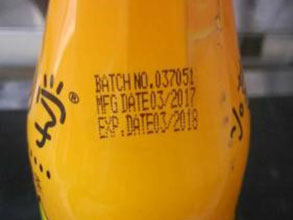 BATCH NO.037051
MFG DATE03/2017
EXP.DATE03/2018